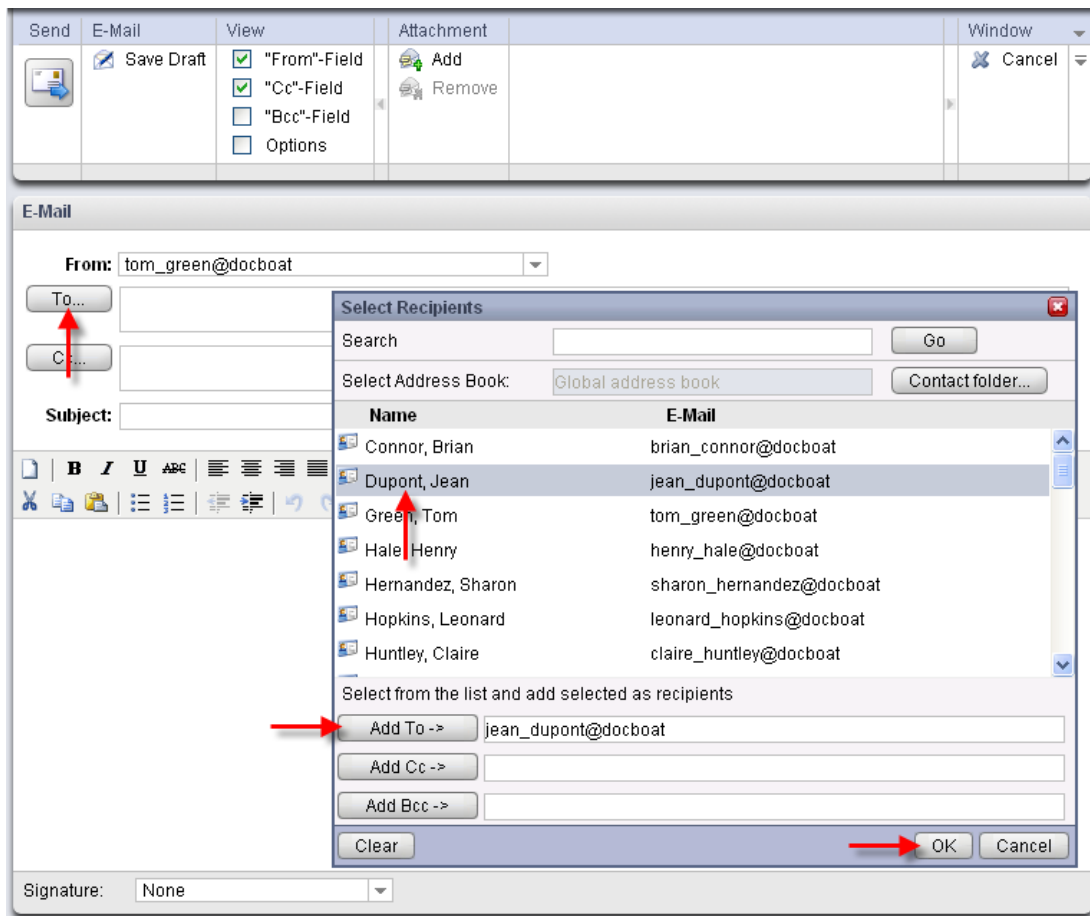 Send E-Mail View Attachment Window
Save Draft "From"-Field Add Cancel
"Cc"-Field Remove
"Bcc"-Field
Options
E-Mail
From: tom_green@docboat
To...
Select Recipients
Search Go
Cc...
Select Address Book: Global address book Contact folder...
Subject:
Name E-Mail
Connor, Brian brian_connor@docboat
B I U ABC
Dupont, Jean jean_dupont@docboat
Green, Tom tom_green@docboat
Hale, Henry henry_hale@docboat
Hernandez, Sharon sharon_hernandez@docboat
Hopkins, Leonard leonard_hopkins@docboat
Huntley, Claire claire_huntley@docboat
Select from the list and add selected as recipients
Add To -> jean_dupont@docboat
Add Cc ->
Add Bcc ->
Clear OK Cancel
Signature: None